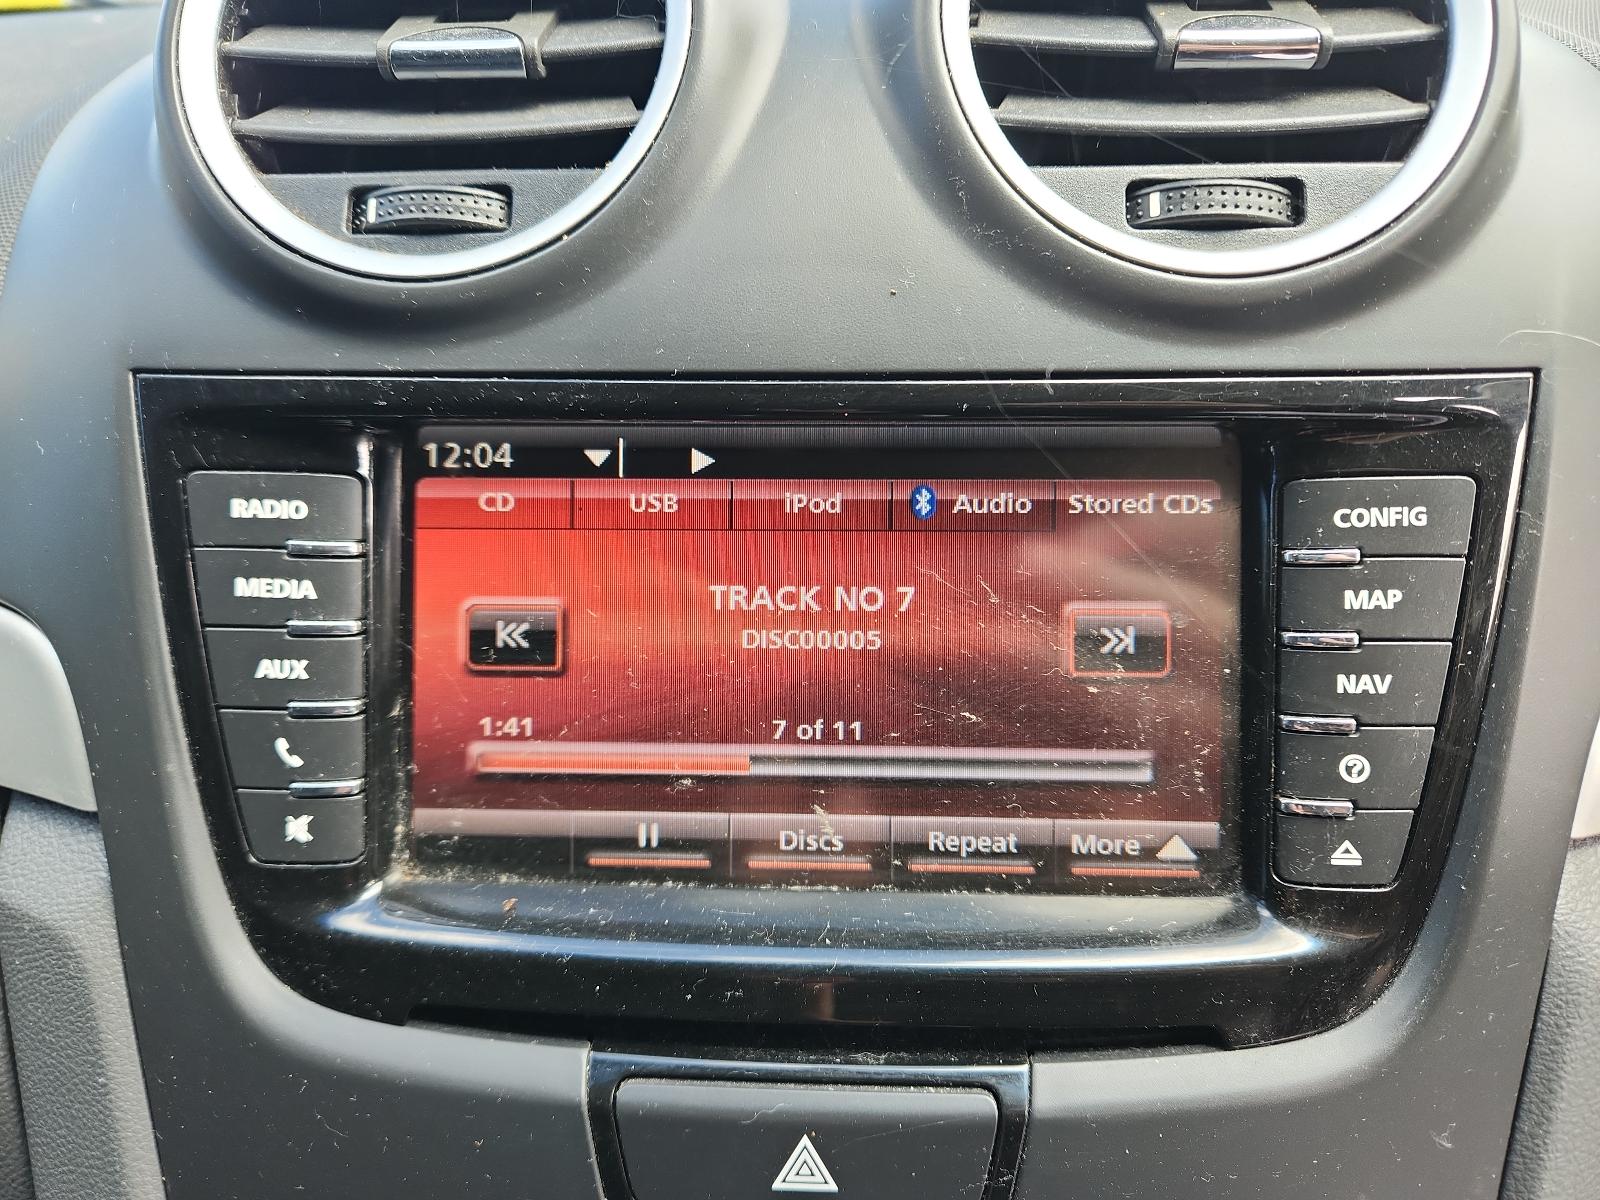 12:04
CD USB iPod Audio Stored CDs
RADIO
MEDIA
AUX
TRACK NO 7
DISC00005
1:41 7 of 11
Discs Repeat More
CONFIG
MAP
NAV
?